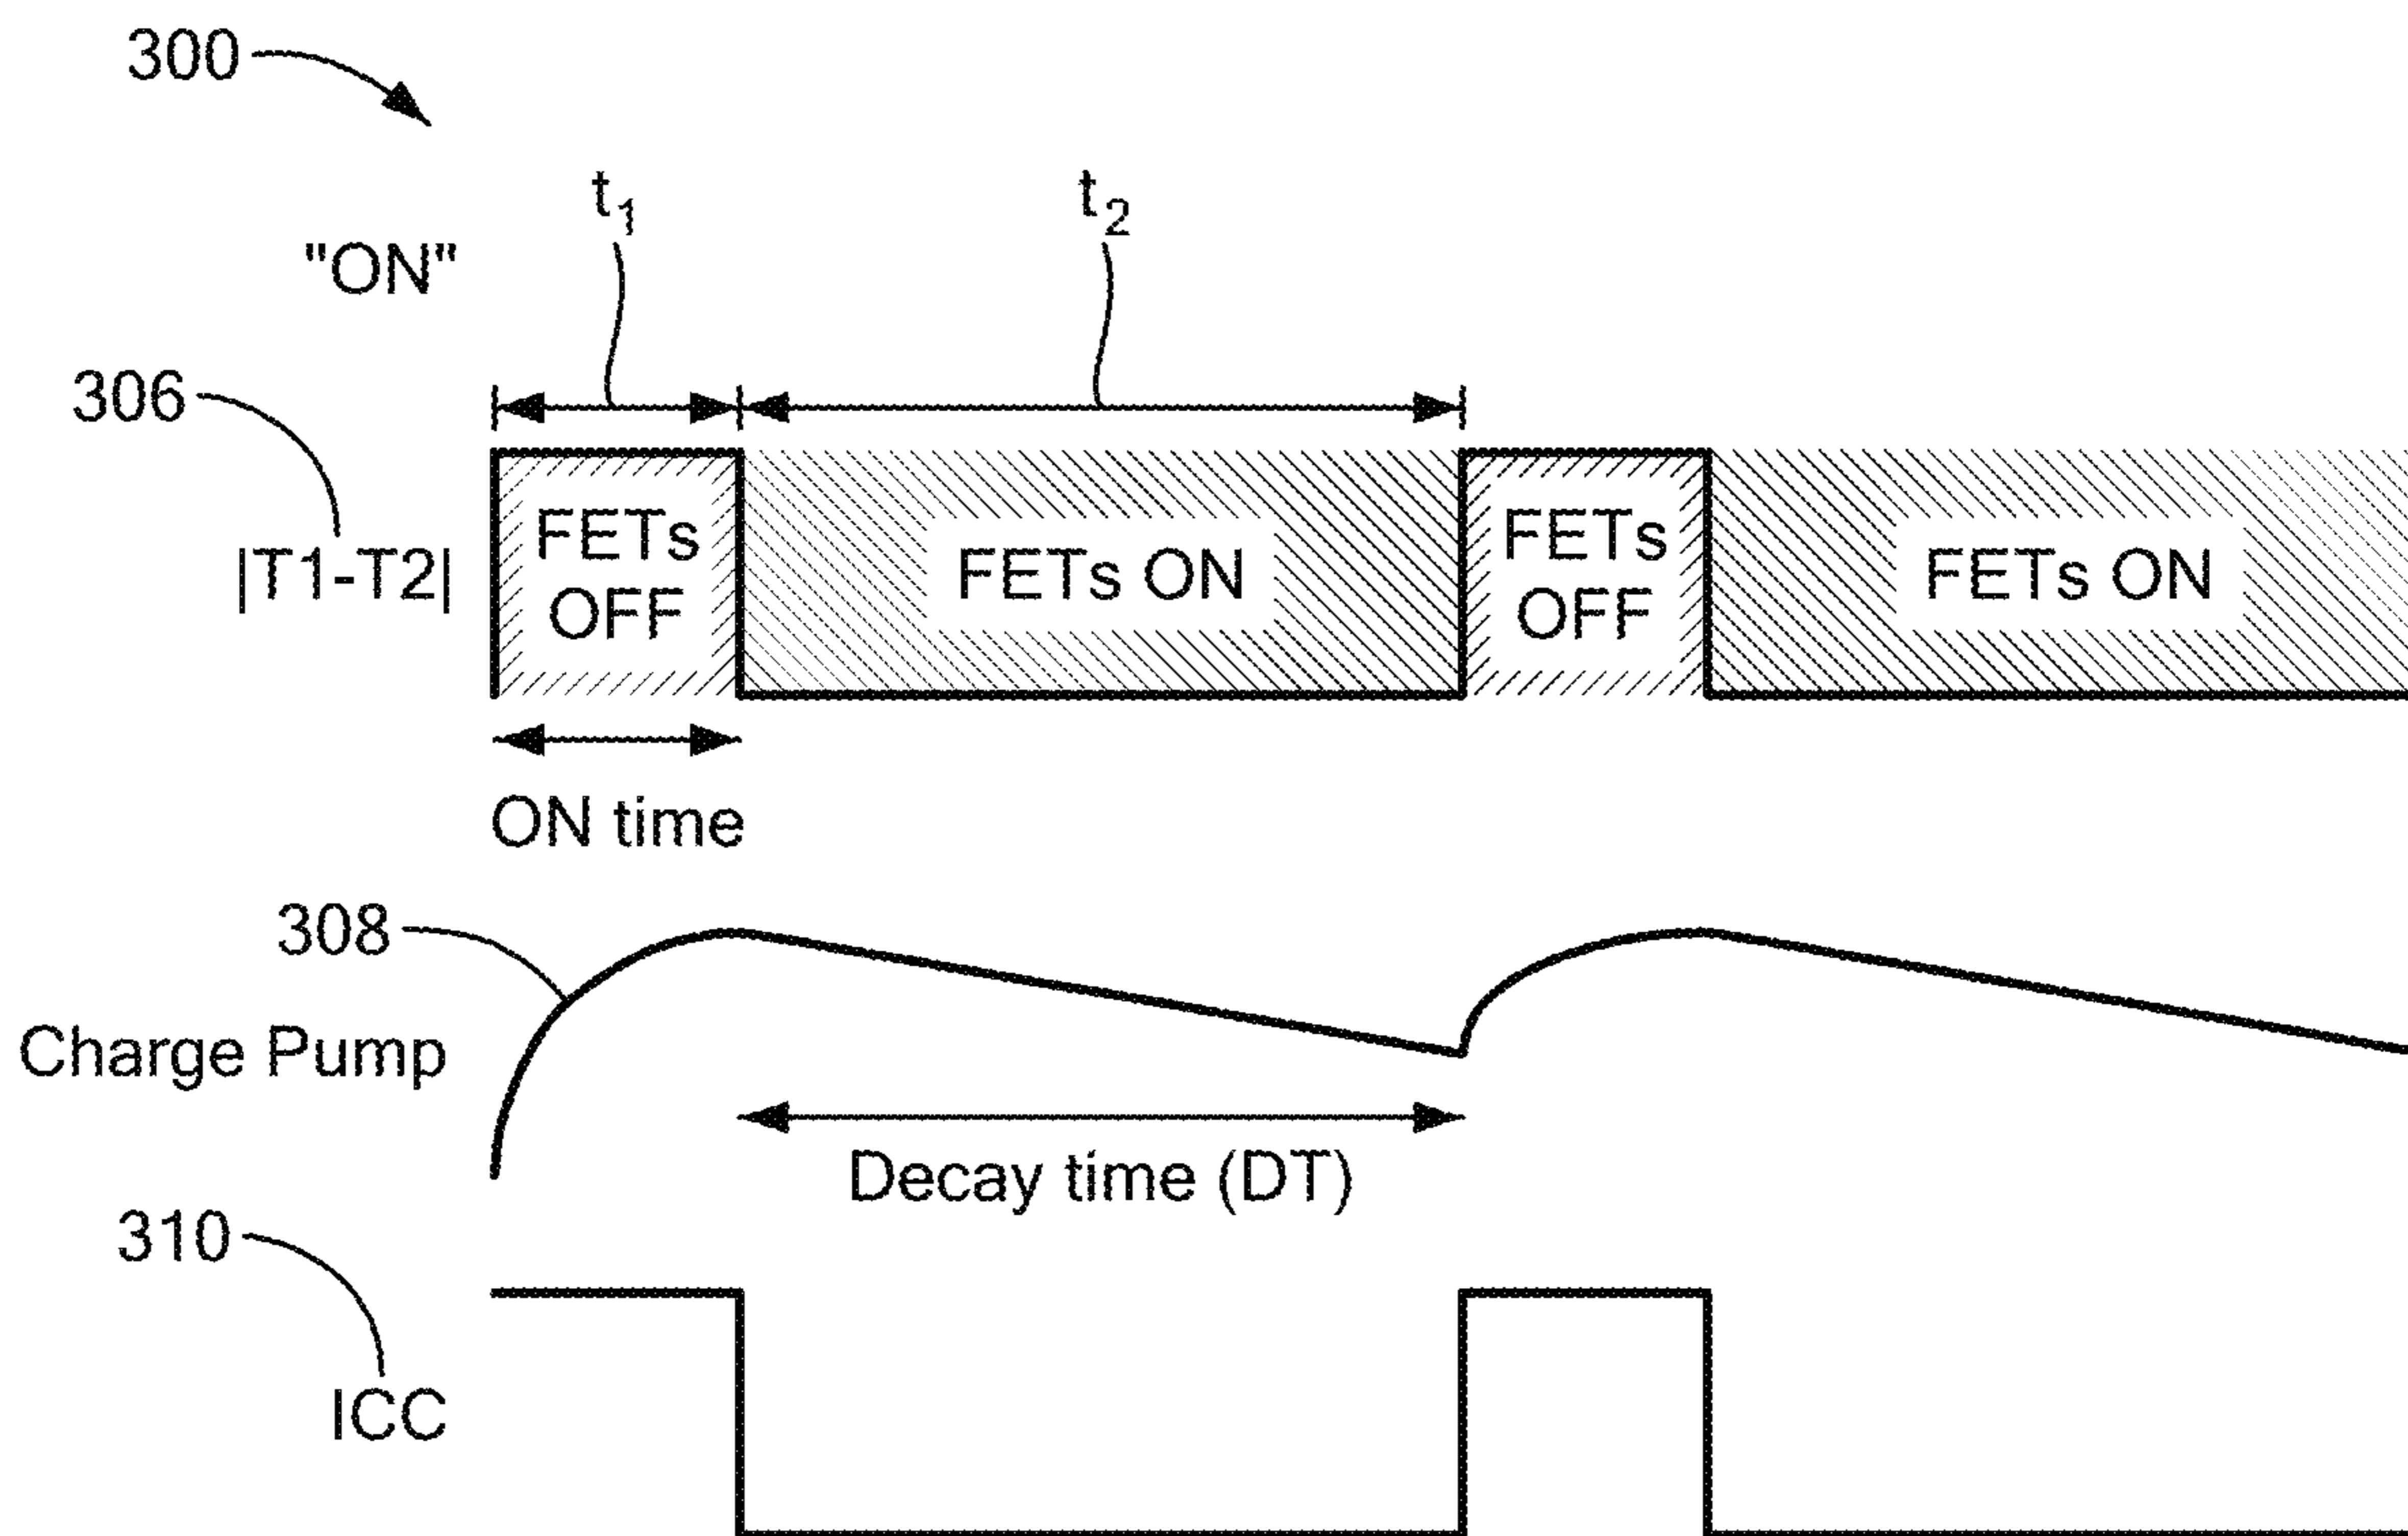 300
t1
t2
"ON"
306
|T1-T2|
FETs
OFF
FETs ON
FETs
OFF
FETs ON
ON time
308
Charge Pump
Decay time (DT)
310
ICC